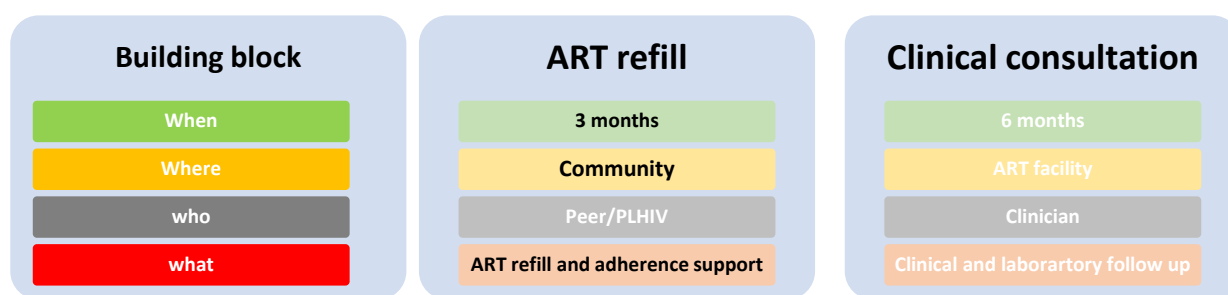 Building block
When
Where
who
what
ART refill
3 months
Community
Peer/PLHIV
ART refill and adherence support
Clinical consultation
6 months
ART facility
Clinician
Clinical and laborartory follow up